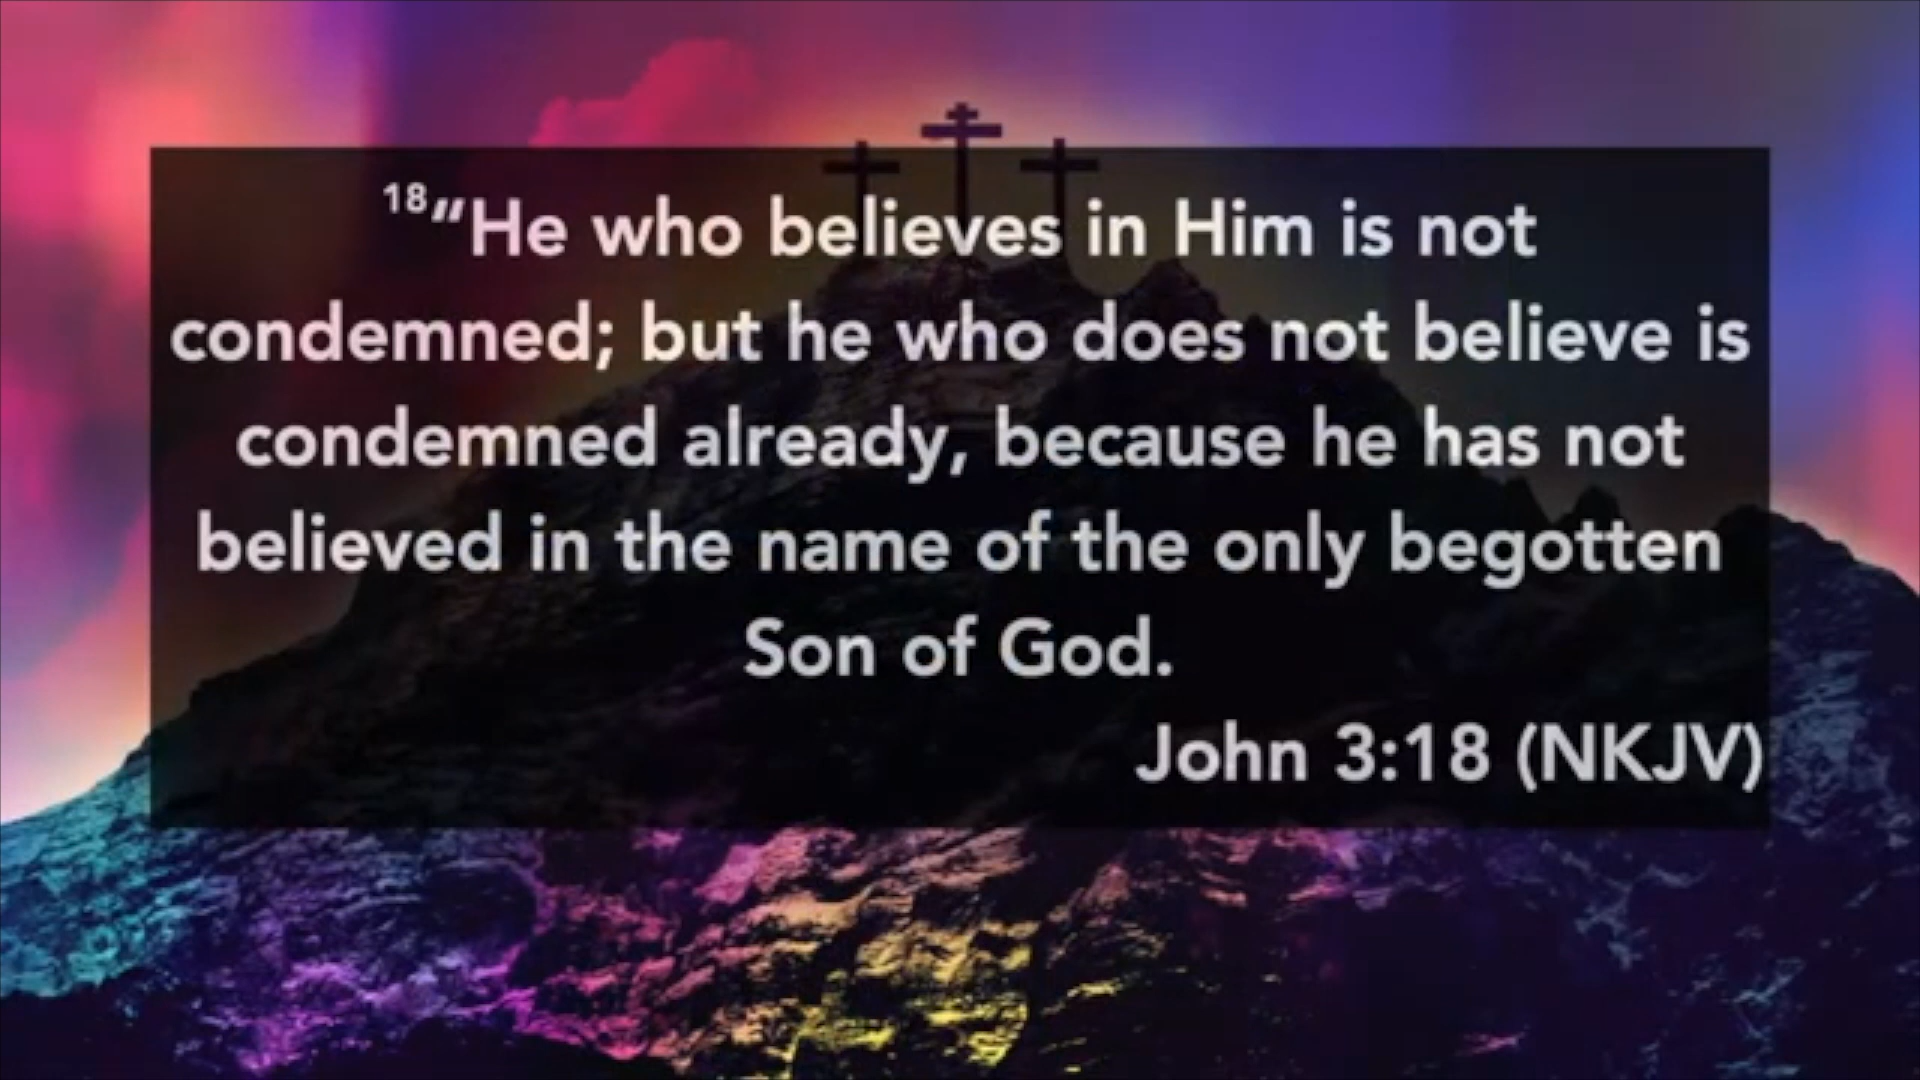 18“He who believes in Him is not
condemned; but he who does not believe is
condemned already, because he has not
believed in the name of the only begotten
Son of God.
John 3:18 (NKJV)